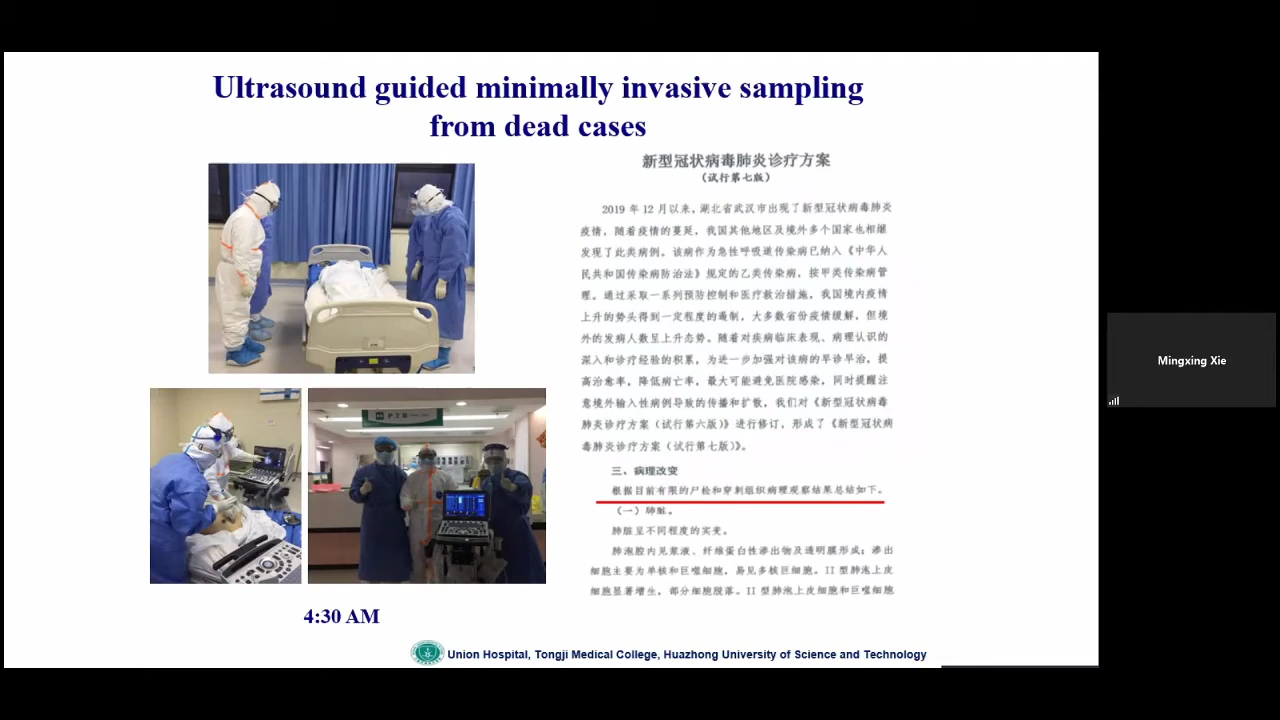 Ultrasound guided minimally invasive sampling
from dead cases
新型冠状病毒肺炎诊疗方案
（试行第七版）
2019 年 12 月以来，湖北省武汉市出现了新型冠状病毒肺炎
疫情，随着疫情的蔓延，我国其他地区及境外多个国家也相继
发现了此类病例。该病作为急性呼吸道传染病已纳入《中华人
民共和国传染病防治法》规定的乙类传染病，按甲类传染病管
理。通过采取一系列预防控制和医疗救治措施，我国境内疫情
上升的势头得到一定程度的遏制，大多数省份疫情缓解，但境
外的发病人数呈上升态势。随着对疾病临床表现、病理认识的
深入和诊疗经验的积累，为进一步加强对该病的早诊早治，提
高治愈率，降低病亡率，最大可能避免医院感染，同时提醒注
意境外输入性病例导致的传播和扩散，我们对《新型冠状病毒
肺炎诊疗方案（试行第六版）》进行修订，形成了《新型冠状病
毒肺炎诊疗方案（试行第七版）》。
三、病理改变
根据目前有限的尸检和穿刺组织病理观察结果总结如下。
（一）肺脏。
肺脏呈不同程度的实变。
肺泡腔内见浆液、纤维蛋白性渗出物及透明膜形成；渗出
细胞主要为单核和巨噬细胞，易见多核巨细胞。II 型肺泡上皮
细胞显著增生，部分细胞脱落。II 型肺泡上皮细胞和巨噬细胞
护士站
4:30 AM
Union Hospital, Tongji Medical College, Huazhong University of Science and Technology
Mingxing Xie